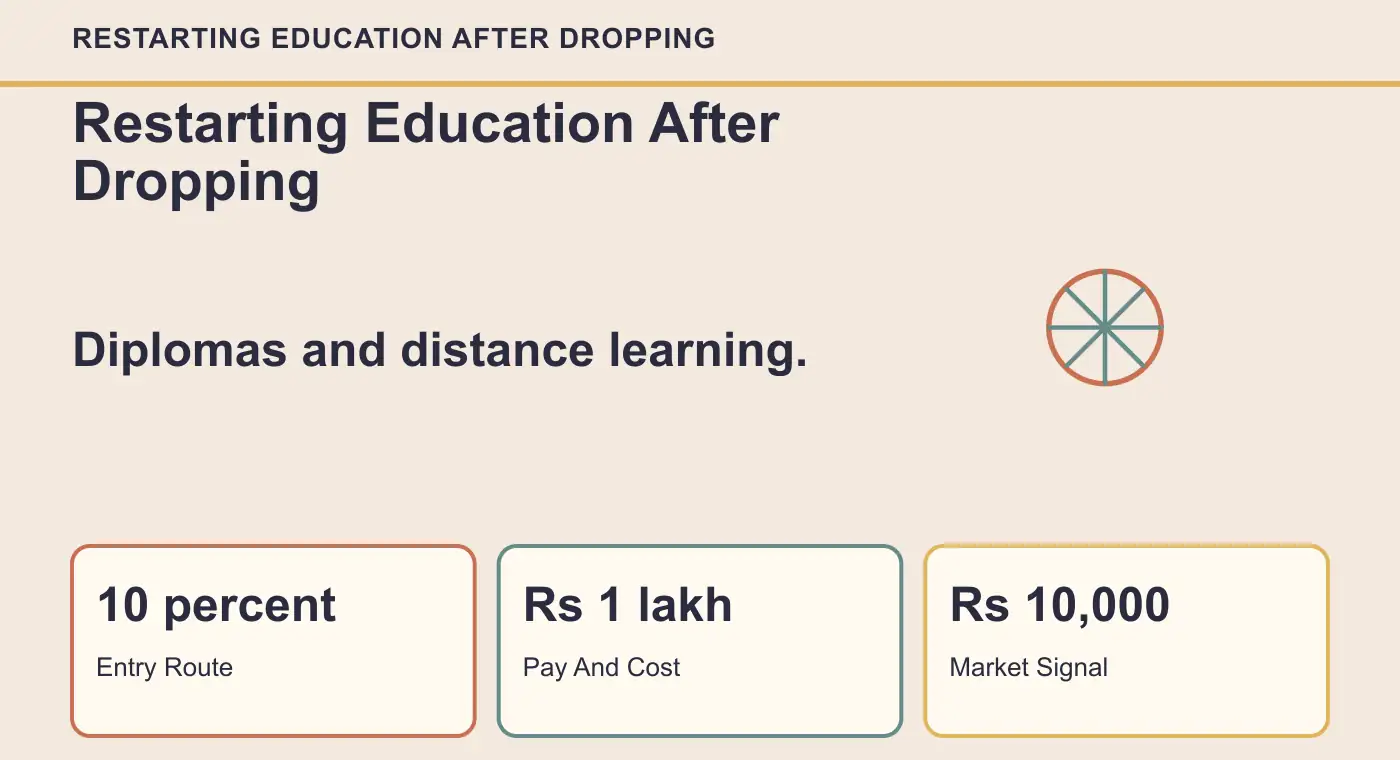 RESTARTING EDUCATION AFTER DROPPING
Restarting Education After
Dropping
Diplomas and distance learning.
10 percent
Entry Route
Rs 1 lakh
Pay And Cost
Rs 10,000
Market Signal